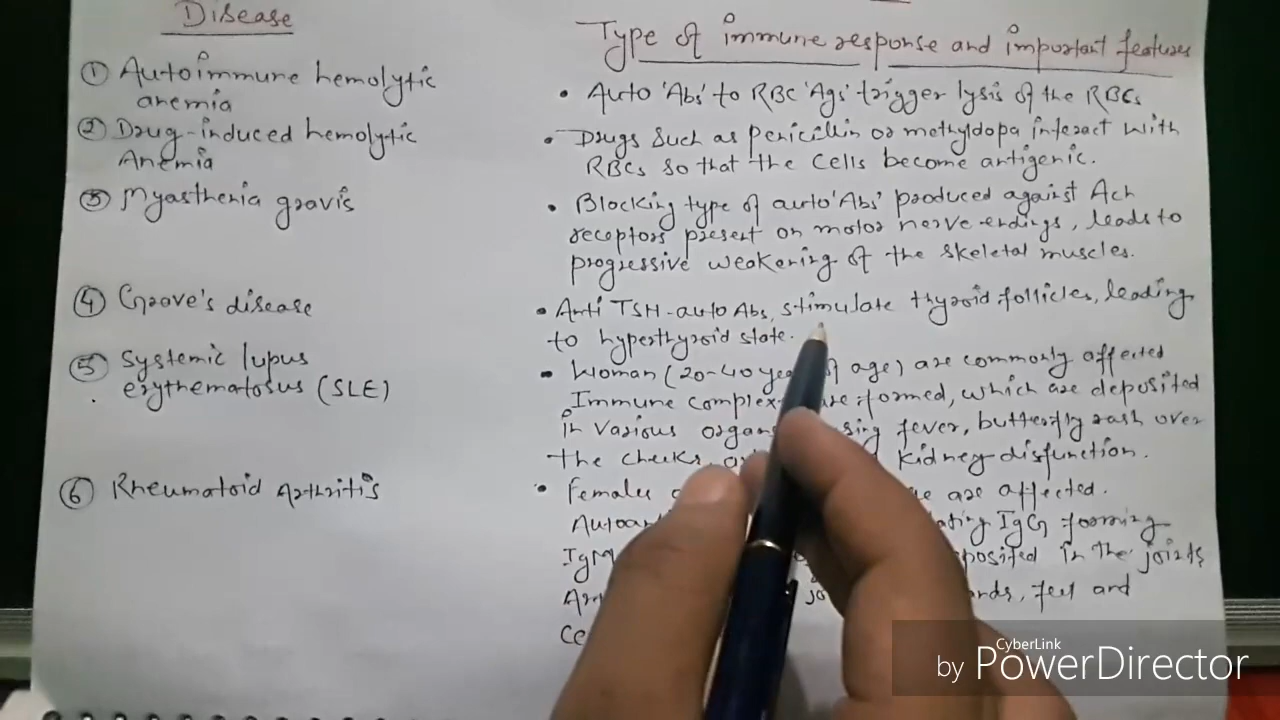 Disease
Type of immune response and important features
① Autoimmune hemolytic
anemia
• Auto 'Abs' to RBC 'Ags' trigger lysis of the RBCs
② Drug-induced hemolytic
Anemia
• Drugs such as penicillin or methyldopa interact with
RBCs so that the cells become antigenic.
③ Myasthenia gravis
• Blocking type of auto 'Abs' produced against Ach
receptors present on motor nerve endings, leads to
progressive weakening of the skeletal muscles.
④ Grave's disease
• Anti TSH-auto Abs, stimulate thyroid follicles, leading
to hyperthyroid state.
⑤ Systemic lupus
erythematosus (SLE)
• Woman (20-40 of age) are commonly affected
Immune complex formed, which are deposited
in various organs fever, butterfly rash over
the cheeks, kidney disfunction.
⑥ Rheumatoid Arthritis
• Females are affected.
IgG forming
IgM in the joints
feet and
CyberLink
by PowerDirector